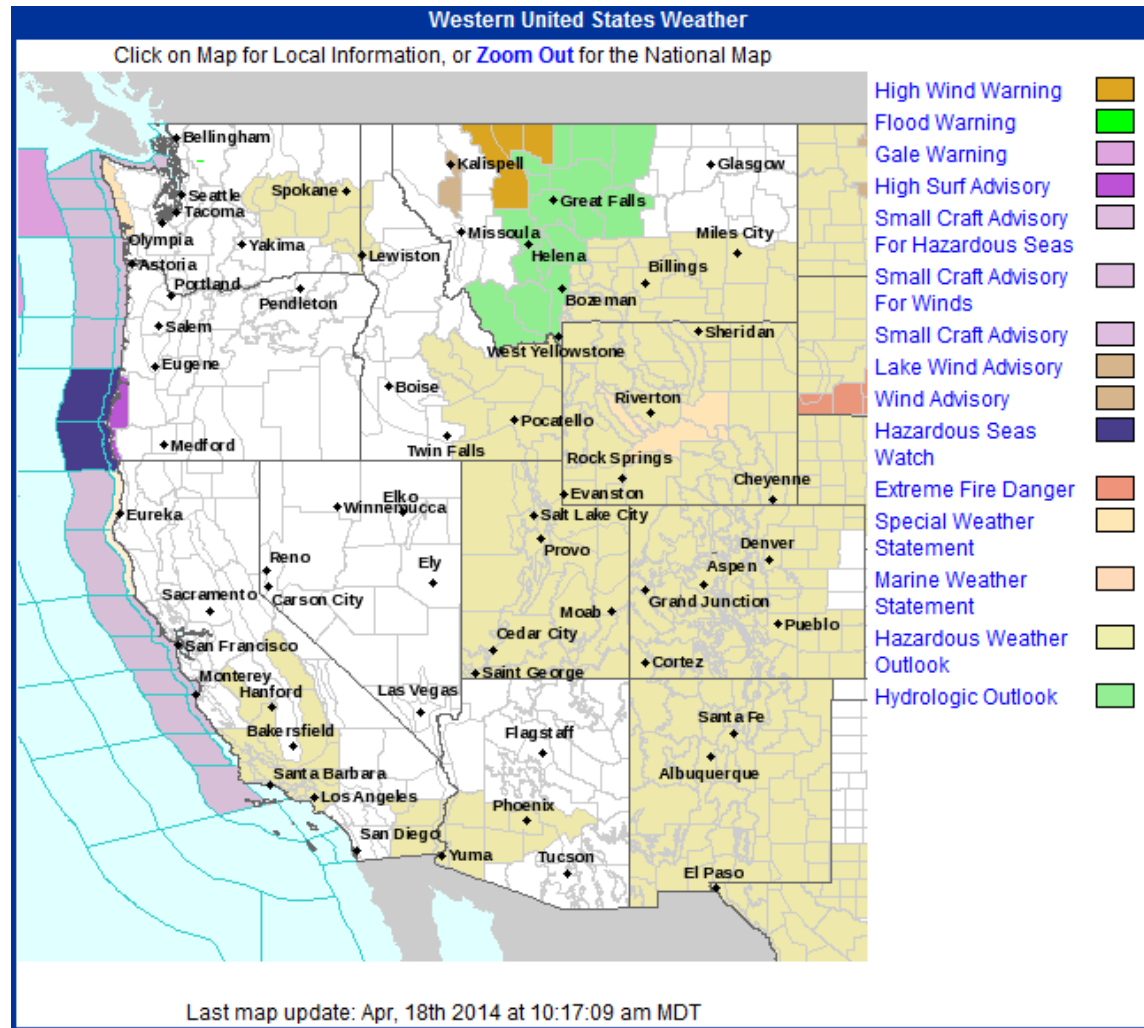 Western United States Weather
Click on Map for Local Information, or Zoom Out for the National Map
High Wind Warning
Flood Warning
Gale Warning
High Surf Advisory
Small Craft Advisory
For Hazardous Seas
Small Craft Advisory
For Winds
Small Craft Advisory
Lake Wind Advisory
Wind Advisory
Hazardous Seas
Watch
Extreme Fire Danger
Special Weather
Statement
Marine Weather
Statement
Hazardous Weather
Outlook
Hydrologic Outlook
Bellingham
Kalispell
Glasgow
Seattle
Spokane
Great Falls
Tacoma
Olympia
Yakima
Missoula
Miles City
Astoria
Lewiston
Helena
Billings
Portland
Pendleton
Bozeman
Salem
Sheridan
Eugene
West Yellowstone
Boise
Riverton
Pocatello
Medford
Twin Falls
Rock Springs
Cheyenne
Evanston
Elko
Winnemucca
Eureka
Salt Lake City
Provo
Denver
Reno
Ely
Aspen
Sacramento
Carson City
Grand Junction
Moab
Pueblo
San Francisco
Cedar City
Cortez
Saint George
Monterey
Hanford
Las Vegas
Santa Fe
Bakersfield
Flagstaff
Albuquerque
Santa Barbara
Los Angeles
Phoenix
San Diego
Yuma
Tucson
El Paso
Last map update: Apr, 18th 2014 at 10:17:09 am MDT